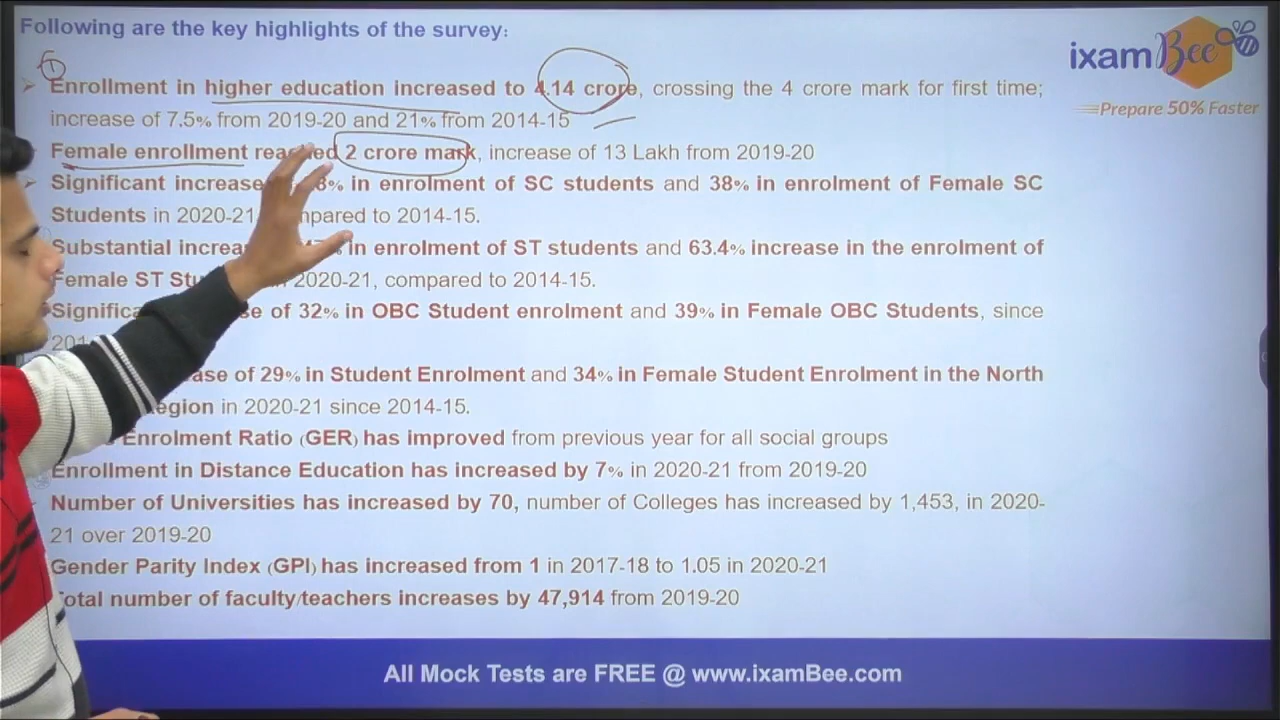 Following are the key highlights of the survey:
ixamBee
Prepare 50% Faster
1
Enrollment in higher education increased to 4.14 crore, crossing the 4 crore mark for first time;
increase of 7.5% from 2019-20 and 21% from 2014-15
Female enrollment reached 2 crore mark, increase of 13 Lakh from 2019-20
Significant increase 8% in enrolment of SC students and 38% in enrolment of Female SC
Students in 2020-21, compared to 2014-15.
Substantial increase in enrolment of ST students and 63.4% increase in the enrolment of
Female ST 2020-21, compared to 2014-15.
of 32% in OBC Student enrolment and 39% in Female OBC Students, since
of 29% in Student Enrolment and 34% in Female Student Enrolment in the North
Region in 2020-21 since 2014-15.
Enrolment Ratio (GER) has improved from previous year for all social groups
Enrollment in Distance Education has increased by 7% in 2020-21 from 2019-20
Number of Universities has increased by 70, number of Colleges has increased by 1,453, in 2020-
21 over 2019-20
Gender Parity Index (GPI) has increased from 1 in 2017-18 to 1.05 in 2020-21
Total number of faculty/teachers increases by 47,914 from 2019-20
All Mock Tests are FREE @ www.ixamBee.com